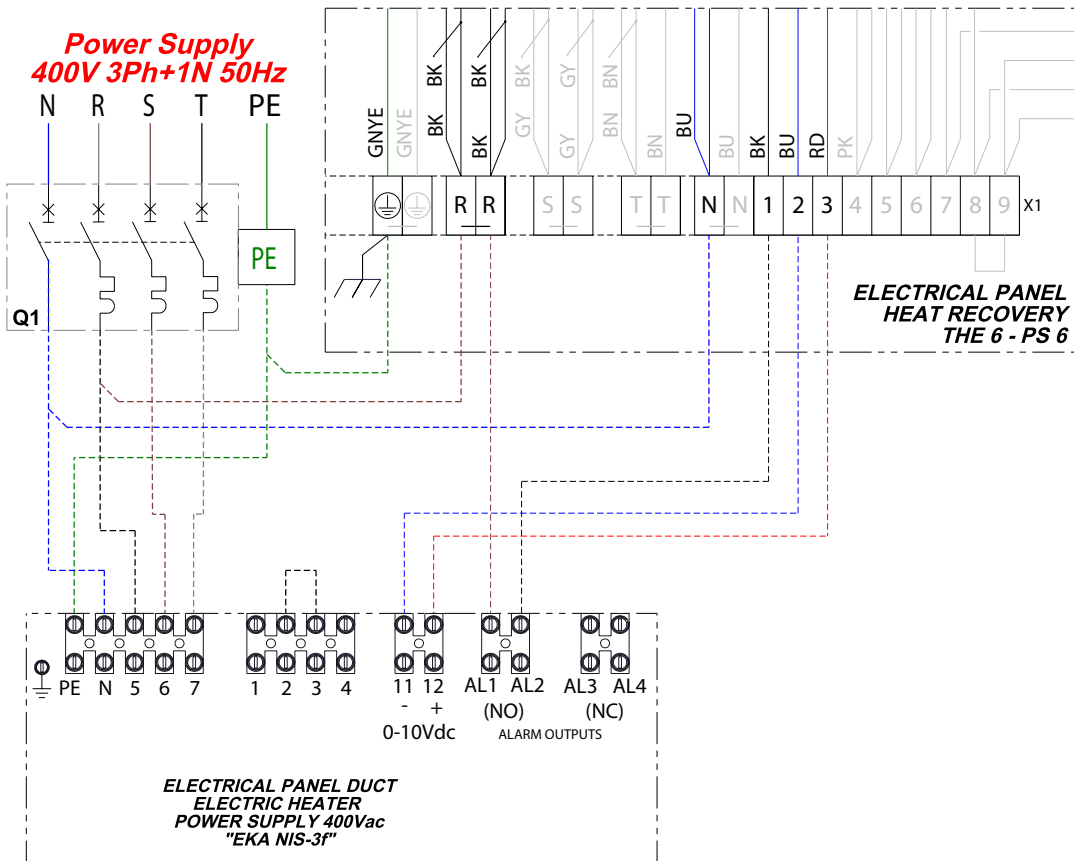 Power Supply
400V 3Ph+1N 50Hz
N R S T PE
PE
Q1
BK BK BK GY BN
GNYE GNYE BK BK GY GY BN BN BU BU BK BU RD PK
R R S S T T N N 1 2 3 4 5 6 7 8 9 X1
ELECTRICAL PANEL
HEAT RECOVERY
THE 6 - PS 6
PE N 5 6 7 1 2 3 4 11 12 AL1 AL2 AL3 AL4
- + (NO) (NC)
0-10Vdc ALARM OUTPUTS
ELECTRICAL PANEL DUCT
ELECTRIC HEATER
POWER SUPPLY 400Vac
"EKA NIS-3f"